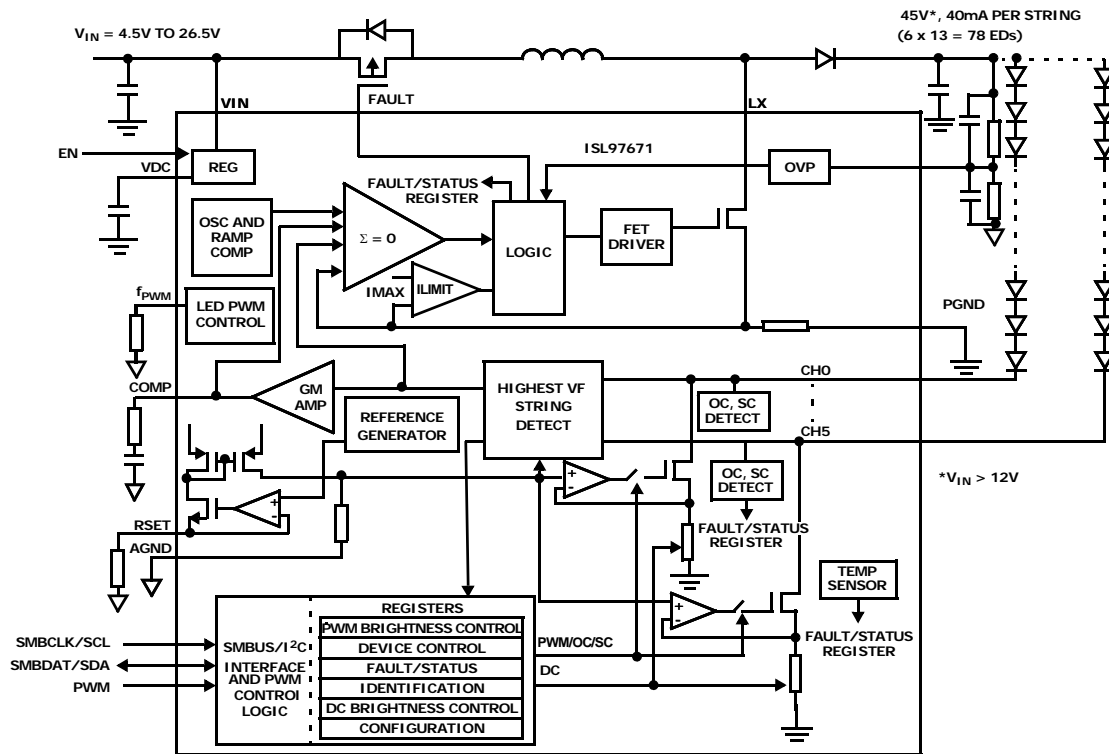 45V*, 40mA PER STRING
(6 x 13 = 78 EDs)
VIN = 4.5V TO 26.5V
VIN
FAULT
LX
EN
REG
VDC
ISL97671
OVP
FAULT/STATUS
REGISTER
OSC AND
RAMP
COMP
Σ = 0
LOGIC
FET
DRIVER
IMAX
ILIMIT
fPWM
LED PWM
CONTROL
PGND
COMP
GM
AMP
HIGHEST VF
STRING
DETECT
CH0
OC, SC
DETECT
REFERENCE
GENERATOR
CH5
+
-
OC, SC
DETECT
*VIN > 12V
+
-
RSET
FAULT/STATUS
REGISTER
AGND
TEMP
SENSOR
+
-
REGISTERS
PWM BRIGHTNESS CONTROL
DEVICE CONTROL
FAULT/STATUS
IDENTIFICATION
DC BRIGHTNESS CONTROL
CONFIGURATION
FAULT/STATUS
REGISTER
PWM/OC/SC
DC
SMBCLK/SCL
SMBDAT/SDA
PWM
SMBUS/I2C
INTERFACE
AND PWM
CONTROl
LOGIC